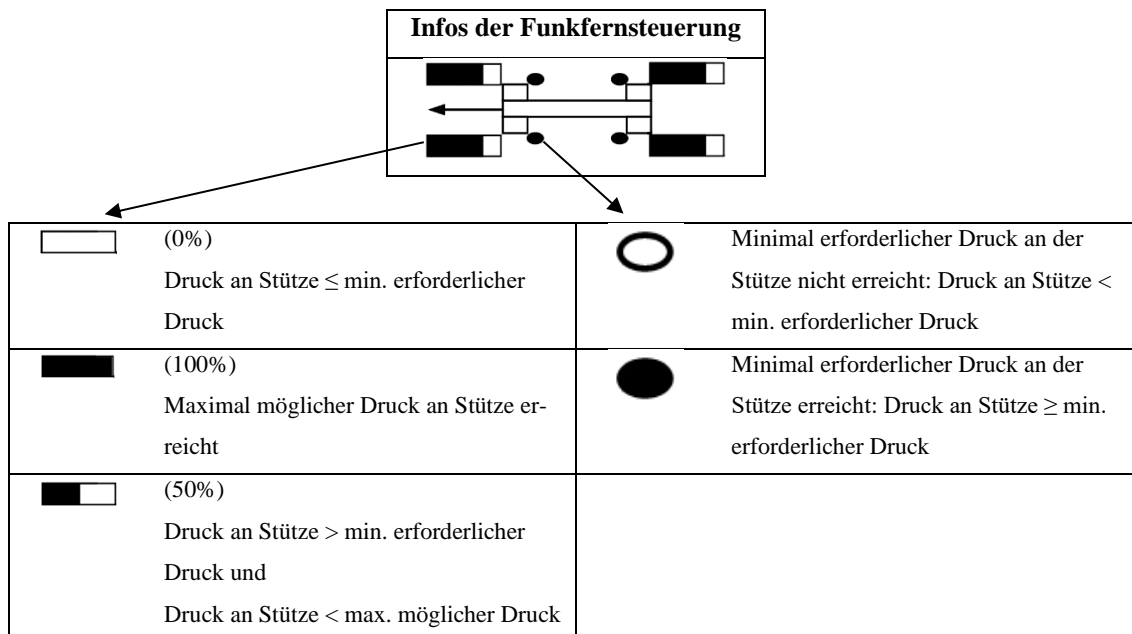 Infos der Funkfernsteuerung
(0%)
Druck an Stütze ≤ min. erforderlicher
Druck
Minimal erforderlicher Druck an der
Stütze nicht erreicht: Druck an Stütze <
min. erforderlicher Druck
(100%)
Maximal möglicher Druck an Stütze er-
reicht
Minimal erforderlicher Druck an der
Stütze erreicht: Druck an Stütze ≥ min.
erforderlicher Druck
(50%)
Druck an Stütze > min. erforderlicher
Druck und
Druck an Stütze < max. möglicher Druck